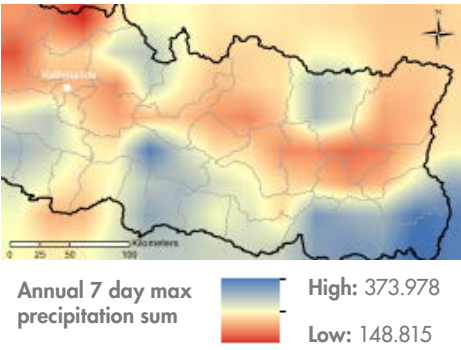 N
Kathmandu
0 25 50 100 Kilometers
Annual 7 day max
precipitation sum
High: 373.978
Low: 148.815